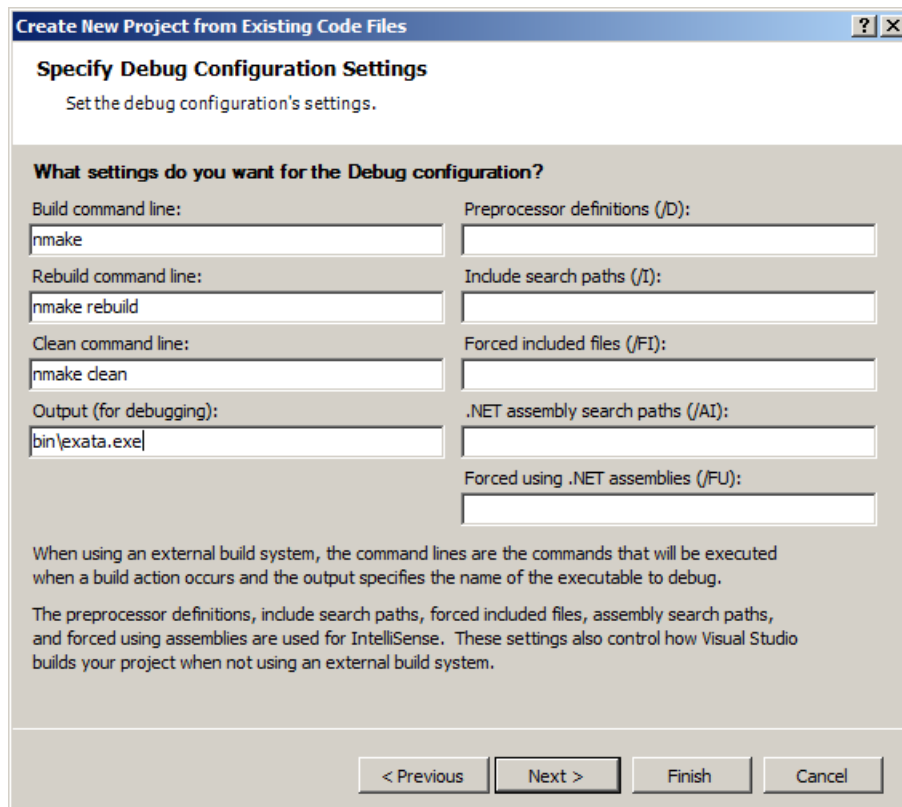 Create New Project from Existing Code Files
Specify Debug Configuration Settings
Set the debug configuration's settings.
What settings do you want for the Debug configuration?
Build command line:
nmake
Rebuild command line:
nmake rebuild
Clean command line:
nmake clean
Output (for debugging):
bin\exata.exe
Preprocessor definitions (/D):
Include search paths (/I):
Forced included files (/FI):
.NET assembly search paths (/AI):
Forced using .NET assemblies (/FU):
When using an external build system, the command lines are the commands that will be executed
when a build action occurs and the output specifies the name of the executable to debug.
The preprocessor definitions, include search paths, forced included files, assembly search paths,
and forced using assemblies are used for IntelliSense.  These settings also control how Visual Studio
builds your project when not using an external build system.
< Previous
Next >
Finish
Cancel